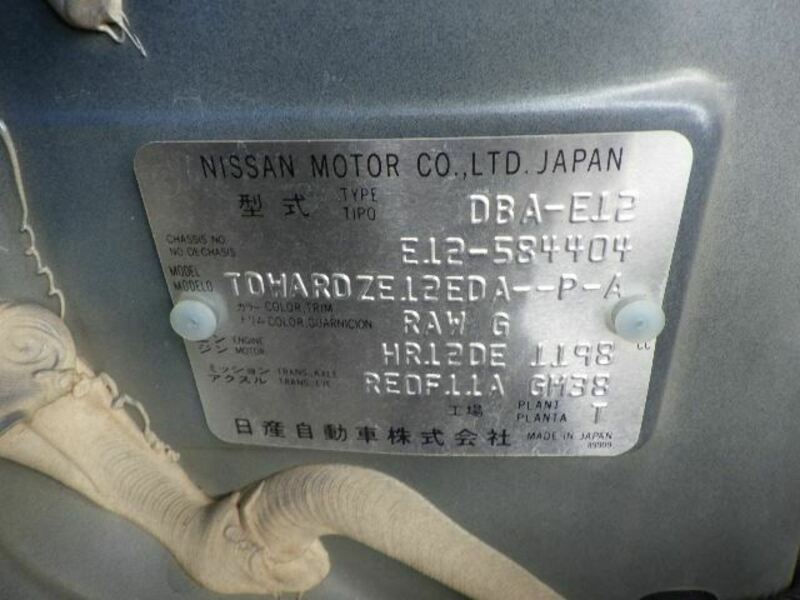 NISSAN MOTOR CO.,LTD. JAPAN
型式 TYPE TIPO DBA-E12
CHASSIS NO. NO. DECHASIS E12-584404
MODEL MODELO TDWARDZE12EDA--P-A
カラー COLOR,TRIM トリム COLOR,GUARNICION RAW G
エンジン ENGINE MOTOR HR12DE 1198 cc
ミッション TRANS.,AXLE アクスル TRANS.,EJE RE0F11A GM38
工場 PLANT PLANTA T
日産自動車株式会社 MADE IN JAPAN